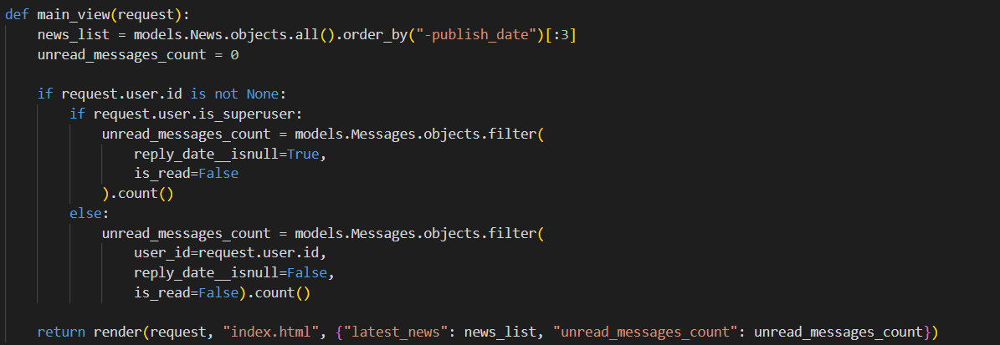 def main_view(request):
    news_list = models.News.objects.all().order_by("-publish_date")[:3]
    unread_messages_count = 0

    if request.user.id is not None:
        if request.user.is_superuser:
            unread_messages_count = models.Messages.objects.filter(
                reply_date__isnull=True,
                is_read=False
            ).count()
        else:
            unread_messages_count = models.Messages.objects.filter(
                user_id=request.user.id,
                reply_date__isnull=False,
                is_read=False).count()

    return render(request, "index.html", {"latest_news": news_list, "unread_messages_count": unread_messages_count})